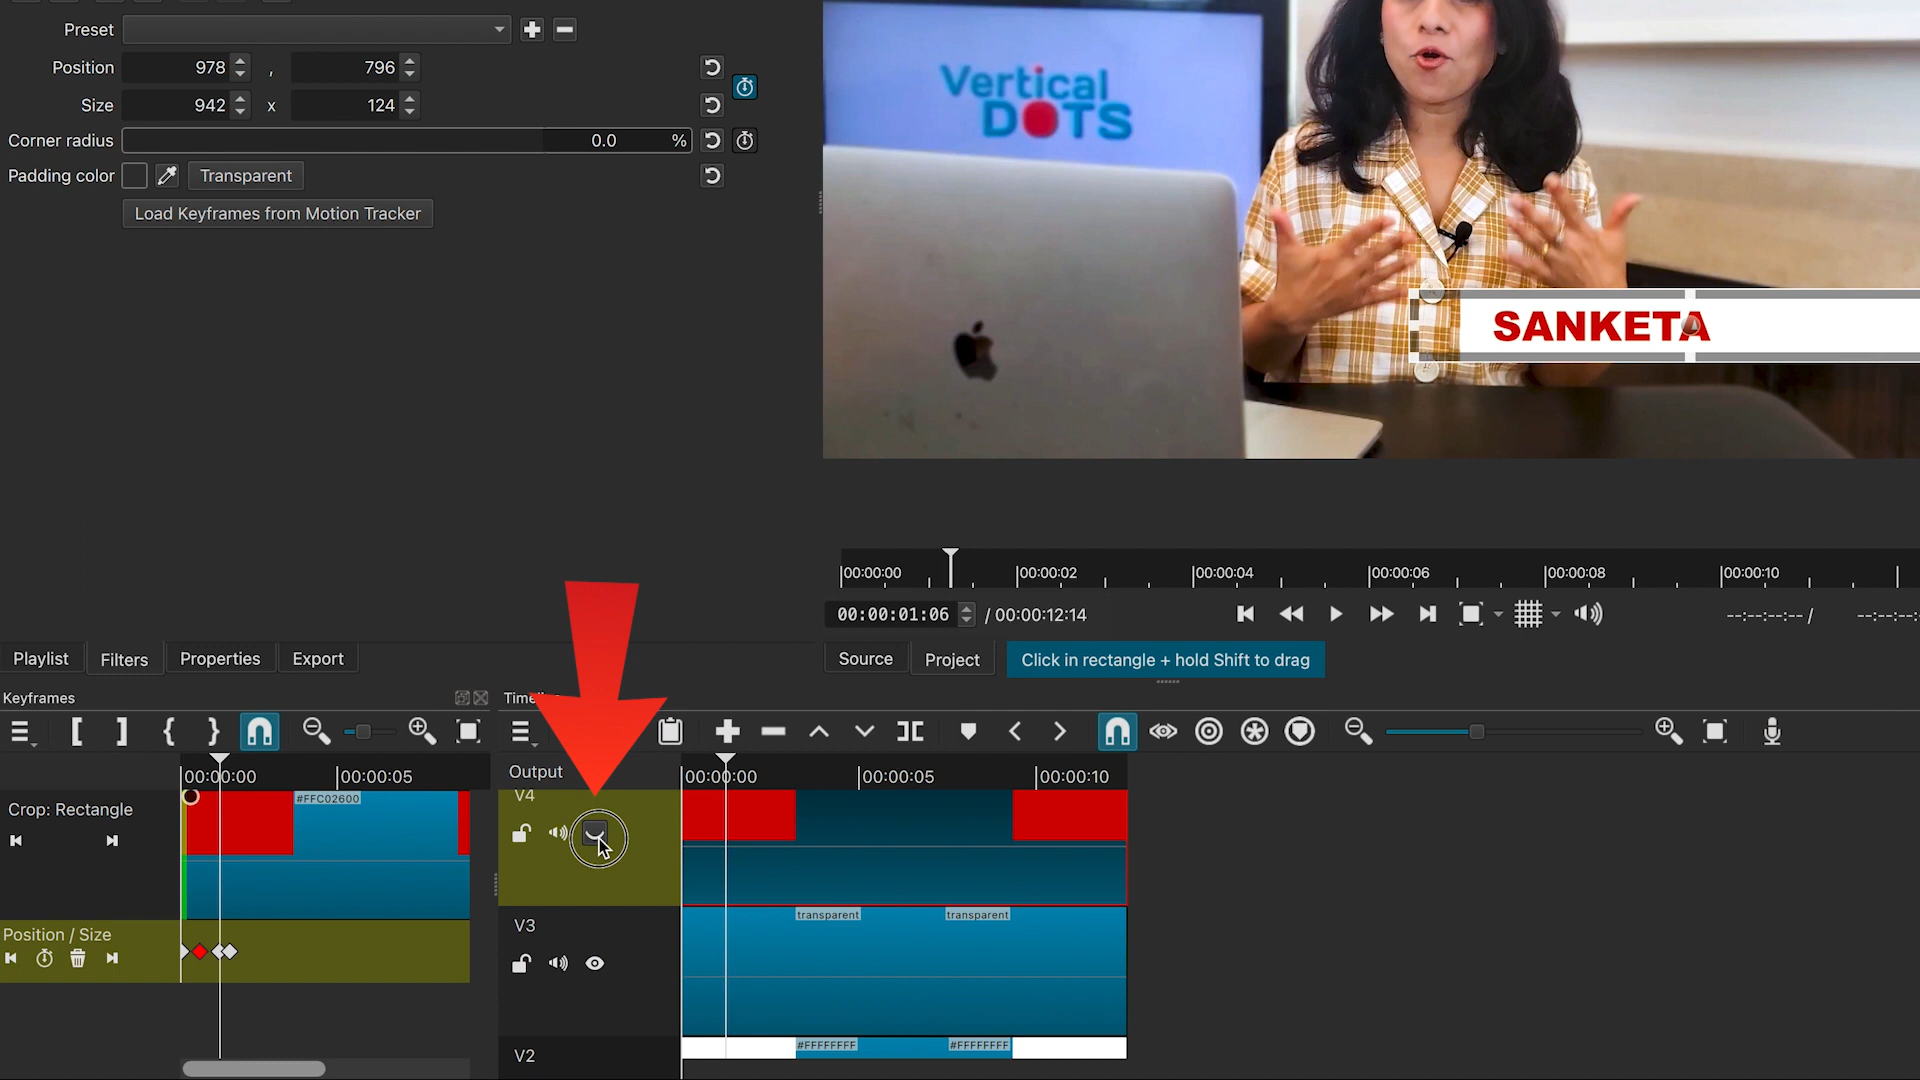 Preset
Position 978 , 796
Size 942 x 124
Corner radius 0.0 %
Padding color Transparent
Load Keyframes from Motion Tracker
Vertical
DOTS
SANKETA
00:00:00 00:00:02 00:00:04 00:00:06 00:00:08 00:00:10
00:00:01:06 / 00:00:12:14 --:--:--:-- /
Playlist Filters Properties Export
Source Project Click in rectangle + hold Shift to drag
Keyframes
00:00:00 00:00:05
Crop: Rectangle
#FFC02600
Position / Size
Output
00:00:00 00:00:05 00:00:10
V4
V3
transparent transparent
V2
#FFFFFFFF #FFFFFFFF